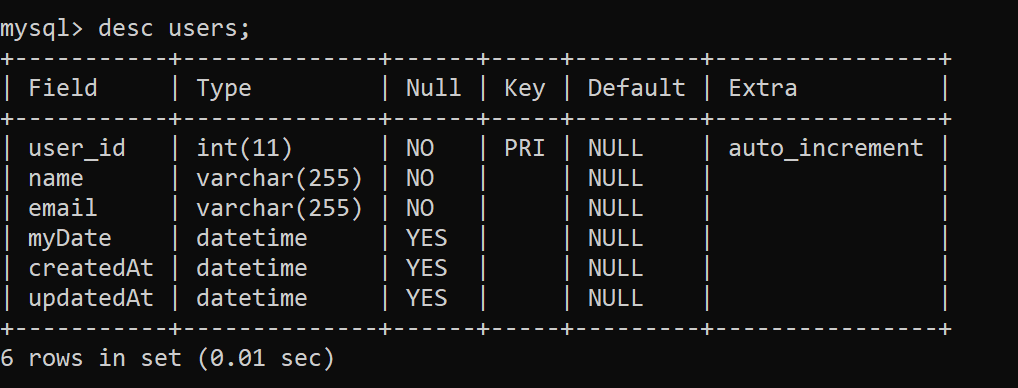 mysql> desc users;
+-----------+--------------+------+-----+---------+----------------+
| Field     | Type         | Null | Key | Default | Extra          |
+-----------+--------------+------+-----+---------+----------------+
| user_id   | int(11)      | NO   | PRI | NULL    | auto_increment |
| name      | varchar(255) | NO   |     | NULL    |                |
| email     | varchar(255) | NO   |     | NULL    |                |
| myDate    | datetime     | YES  |     | NULL    |                |
| createdAt | datetime     | YES  |     | NULL    |                |
| updatedAt | datetime     | YES  |     | NULL    |                |
+-----------+--------------+------+-----+---------+----------------+
6 rows in set (0.01 sec)